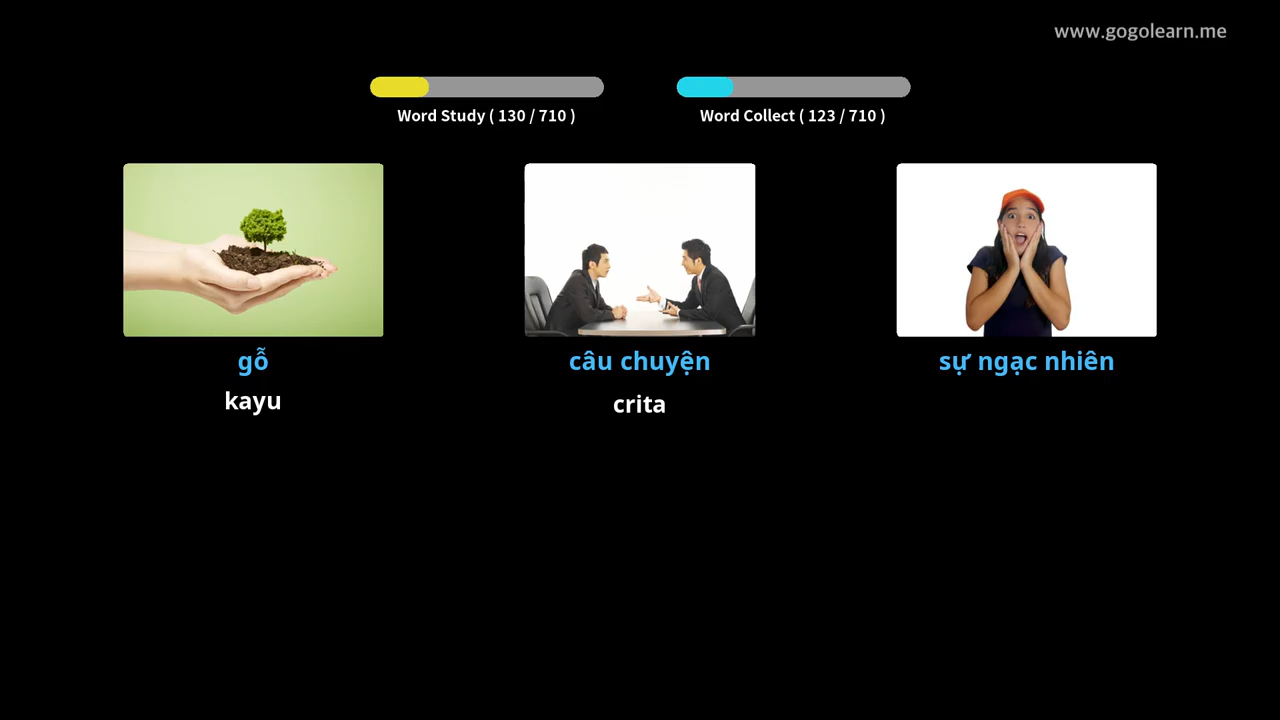 www.gogolearn.me
Word Study ( 130 / 710 )
Word Collect ( 123 / 710 )
gỗ
câu chuyện
sự ngạc nhiên
kayu
crita